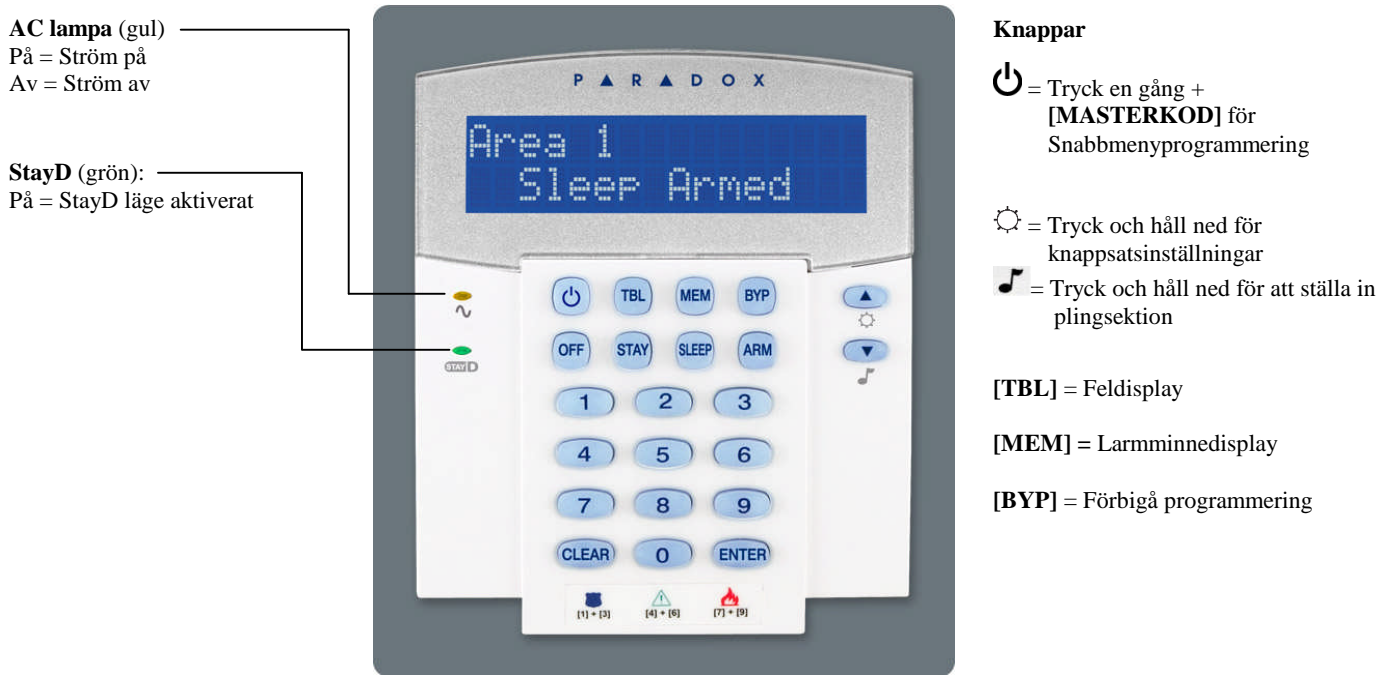 AC lampa (gul)
På = Ström på
Av = Ström av
StayD (grön):
På = StayD läge aktiverat
PARADOX
Area 1
Sleep Armed
TBL MEM BYP
OFF STAY SLEEP ARM
STAY D
1 2 3
4 5 6
7 8 9
CLEAR 0 ENTER
[1] + [3] [4] + [6] [7] + [9]
Knappar
= Tryck en gång +
[MASTERKOD] för
Snabbmenyprogrammering
= Tryck och håll ned för
knappsatsinställningar
= Tryck och håll ned för att ställa in
plingsektion
[TBL] = Feldisplay
[MEM] = Larmminnedisplay
[BYP] = Förbigå programmering